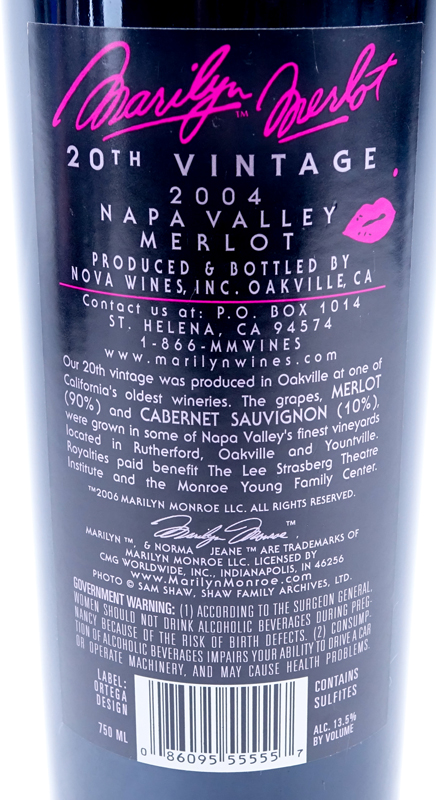 Marilyn Merlot
TM
20TH VINTAGE
2004
NAPA VALLEY
MERLOT
PRODUCED & BOTTLED BY
NOVA WINES, INC. OAKVILLE, CA
Contact us at: P.O. BOX 1014
ST. HELENA, CA 94574
1-866-MMWINES
www.marilynwines.com
Our 20th vintage was produced in Oakville at one of
California's oldest wineries. The grapes, MERLOT
(90%) and CABERNET SAUVIGNON (10%),
were grown in some of Napa Valley's finest vineyards
located in Rutherford, Oakville and Yountville.
Royalties paid benefit The Lee Strasberg Theatre
Institute and the Monroe Young Family Center.
™2006 MARILYN MONROE LLC. ALL RIGHTS RESERVED.
Marilyn Monroe ™
MARILYN ™ & NORMA JEANE ™ ARE TRADEMARKS OF
MARILYN MONROE LLC. LICENSED BY
CMG WORLDWIDE, INC., INDIANAPOLIS, IN 46256
www.MarilynMonroe.com
PHOTO © SAM SHAW. SHAW FAMILY ARCHIVES, LTD.
GOVERNMENT WARNING: (1) ACCORDING TO THE SURGEON GENERAL,
WOMEN SHOULD NOT DRINK ALCOHOLIC BEVERAGES DURING PREG-
NANCY BECAUSE OF THE RISK OF BIRTH DEFECTS. (2) CONSUMP-
TION OF ALCOHOLIC BEVERAGES IMPAIRS YOUR ABILITY TO DRIVE A CAR
OR OPERATE MACHINERY, AND MAY CAUSE HEALTH PROBLEMS.
LABEL:
ORTEGA
DESIGN
750 ML
0 86095 55555 7
CONTAINS
SULFITES
ALC. 13.5%
BY VOLUME